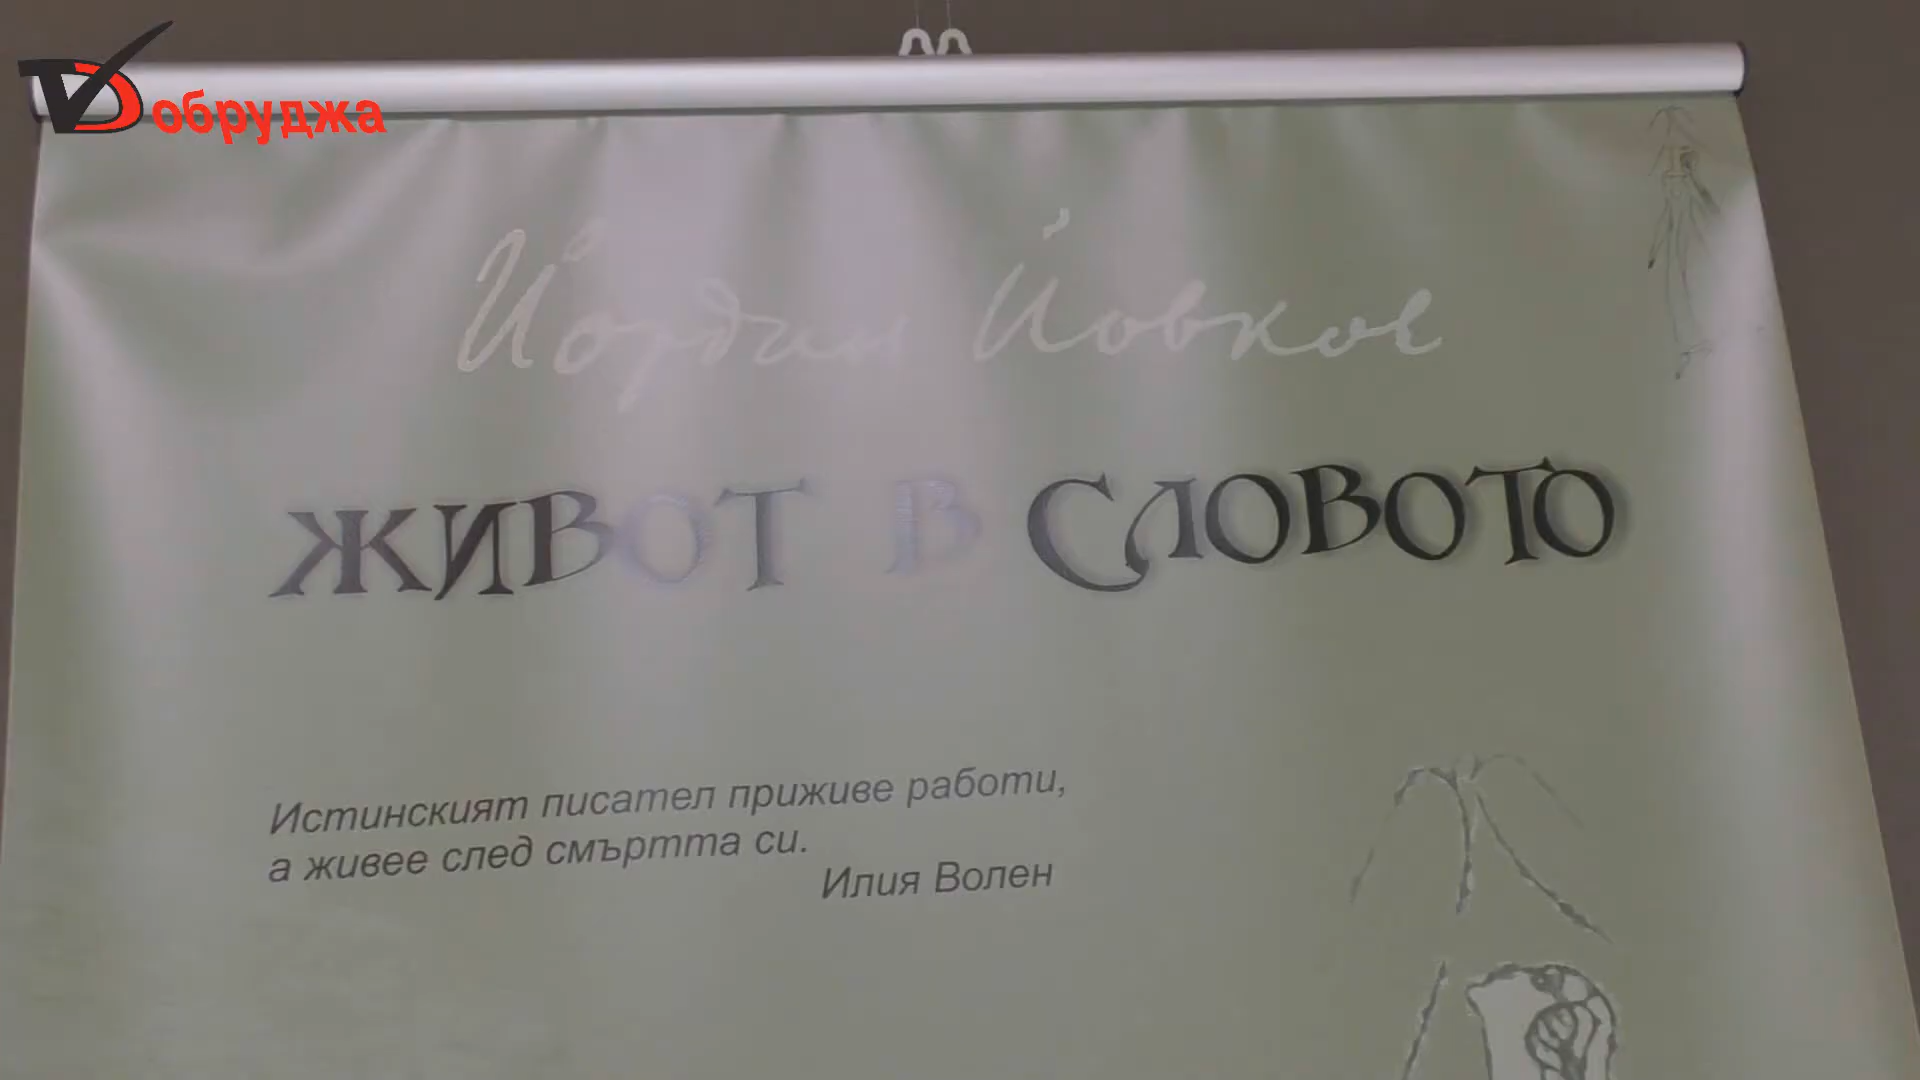 Добруджа
Йордан Йовков
ЖИВОТ В СЛОВОТО
Истинският писател приживе работи,
а живее след смъртта си.
Илия Волен